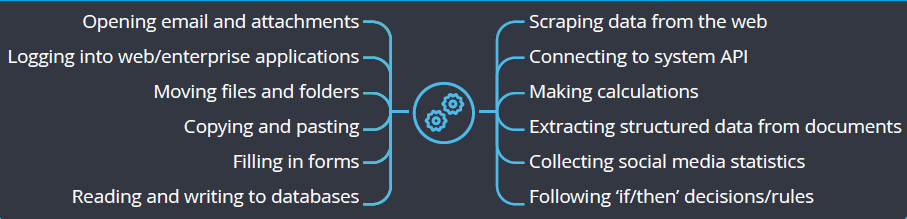 Opening email and attachments
Logging into web/enterprise applications
Moving files and folders
Copying and pasting
Filling in forms
Reading and writing to databases
Scraping data from the web
Connecting to system API
Making calculations
Extracting structured data from documents
Collecting social media statistics
Following ‘if/then’ decisions/rules